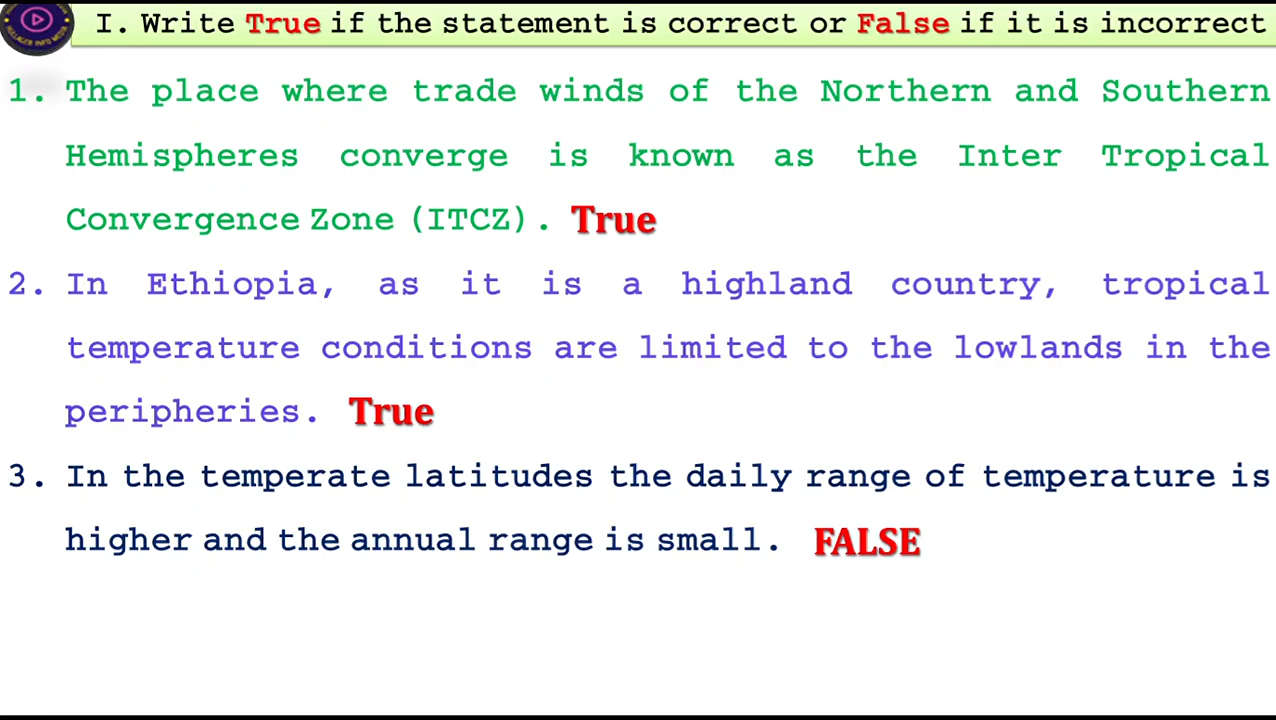 I. Write True if the statement is correct or False if it is incorrect
1. The place where trade winds of the Northern and Southern
Hemispheres converge is known as the Inter Tropical
Convergence Zone (ITCZ). True
2. In Ethiopia, as it is a highland country, tropical
temperature conditions are limited to the lowlands in the
peripheries. True
3. In the temperate latitudes the daily range of temperature is
higher and the annual range is small. FALSE